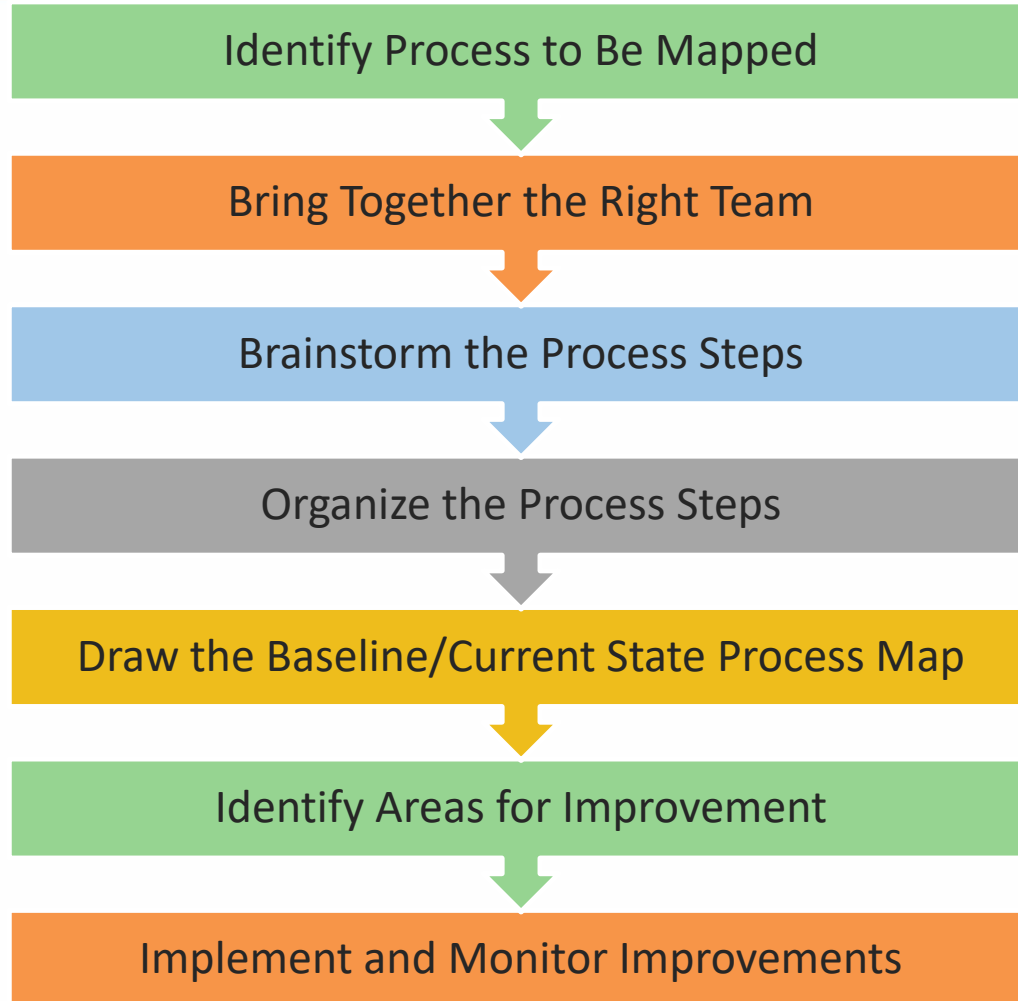 Identify Process to Be Mapped
Bring Together the Right Team
Brainstorm the Process Steps
Organize the Process Steps
Draw the Baseline/Current State Process Map
Identify Areas for Improvement
Implement and Monitor Improvements